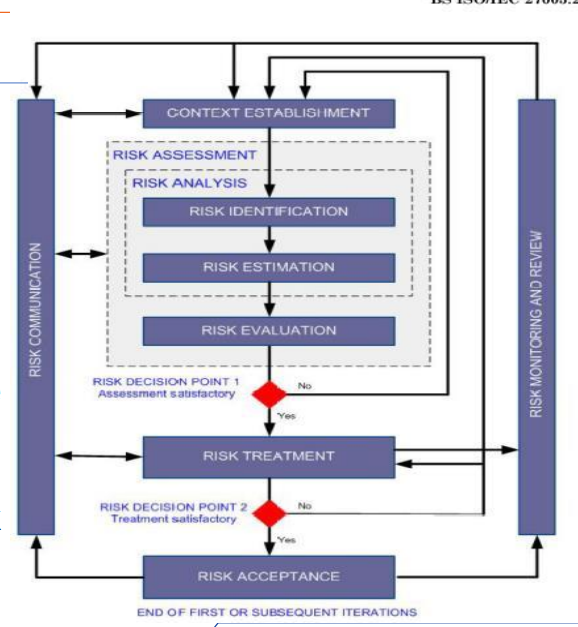 BS ISO/IEC 27005:2
CONTEXT ESTABLISHMENT
RISK ASSESSMENT
RISK ANALYSIS
RISK IDENTIFICATION
RISK ESTIMATION
RISK EVALUATION
RISK COMMUNICATION
RISK MONITORING AND REVIEW
RISK DECISION POINT 1
Assessment satisfactory
No
Yes
RISK TREATMENT
RISK DECISION POINT 2
Treatment satisfactory
No
Yes
RISK ACCEPTANCE
END OF FIRST OR SUBSEQUENT ITERATIONS